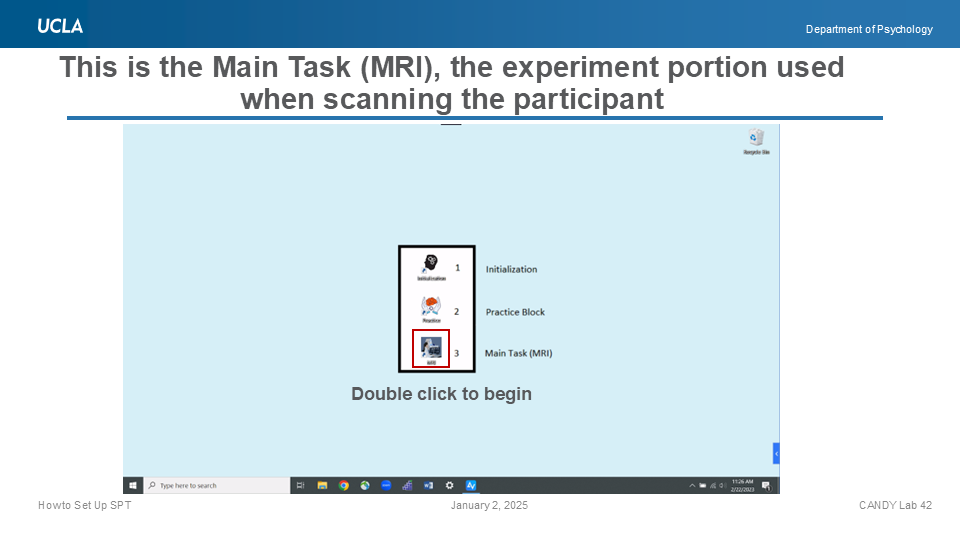 UCLA
Department of Psychology
This is the Main Task (MRI), the experiment portion used
when scanning the participant
Recycle Bin
Initialization
1
Initialization
Practice
2
Practice Block
MRI
3
Main Task (MRI)
Double click to begin
Type here to search
11:26 AM
2/22/2023
Howto Set Up SPT
January 2, 2025
CANDY Lab 42